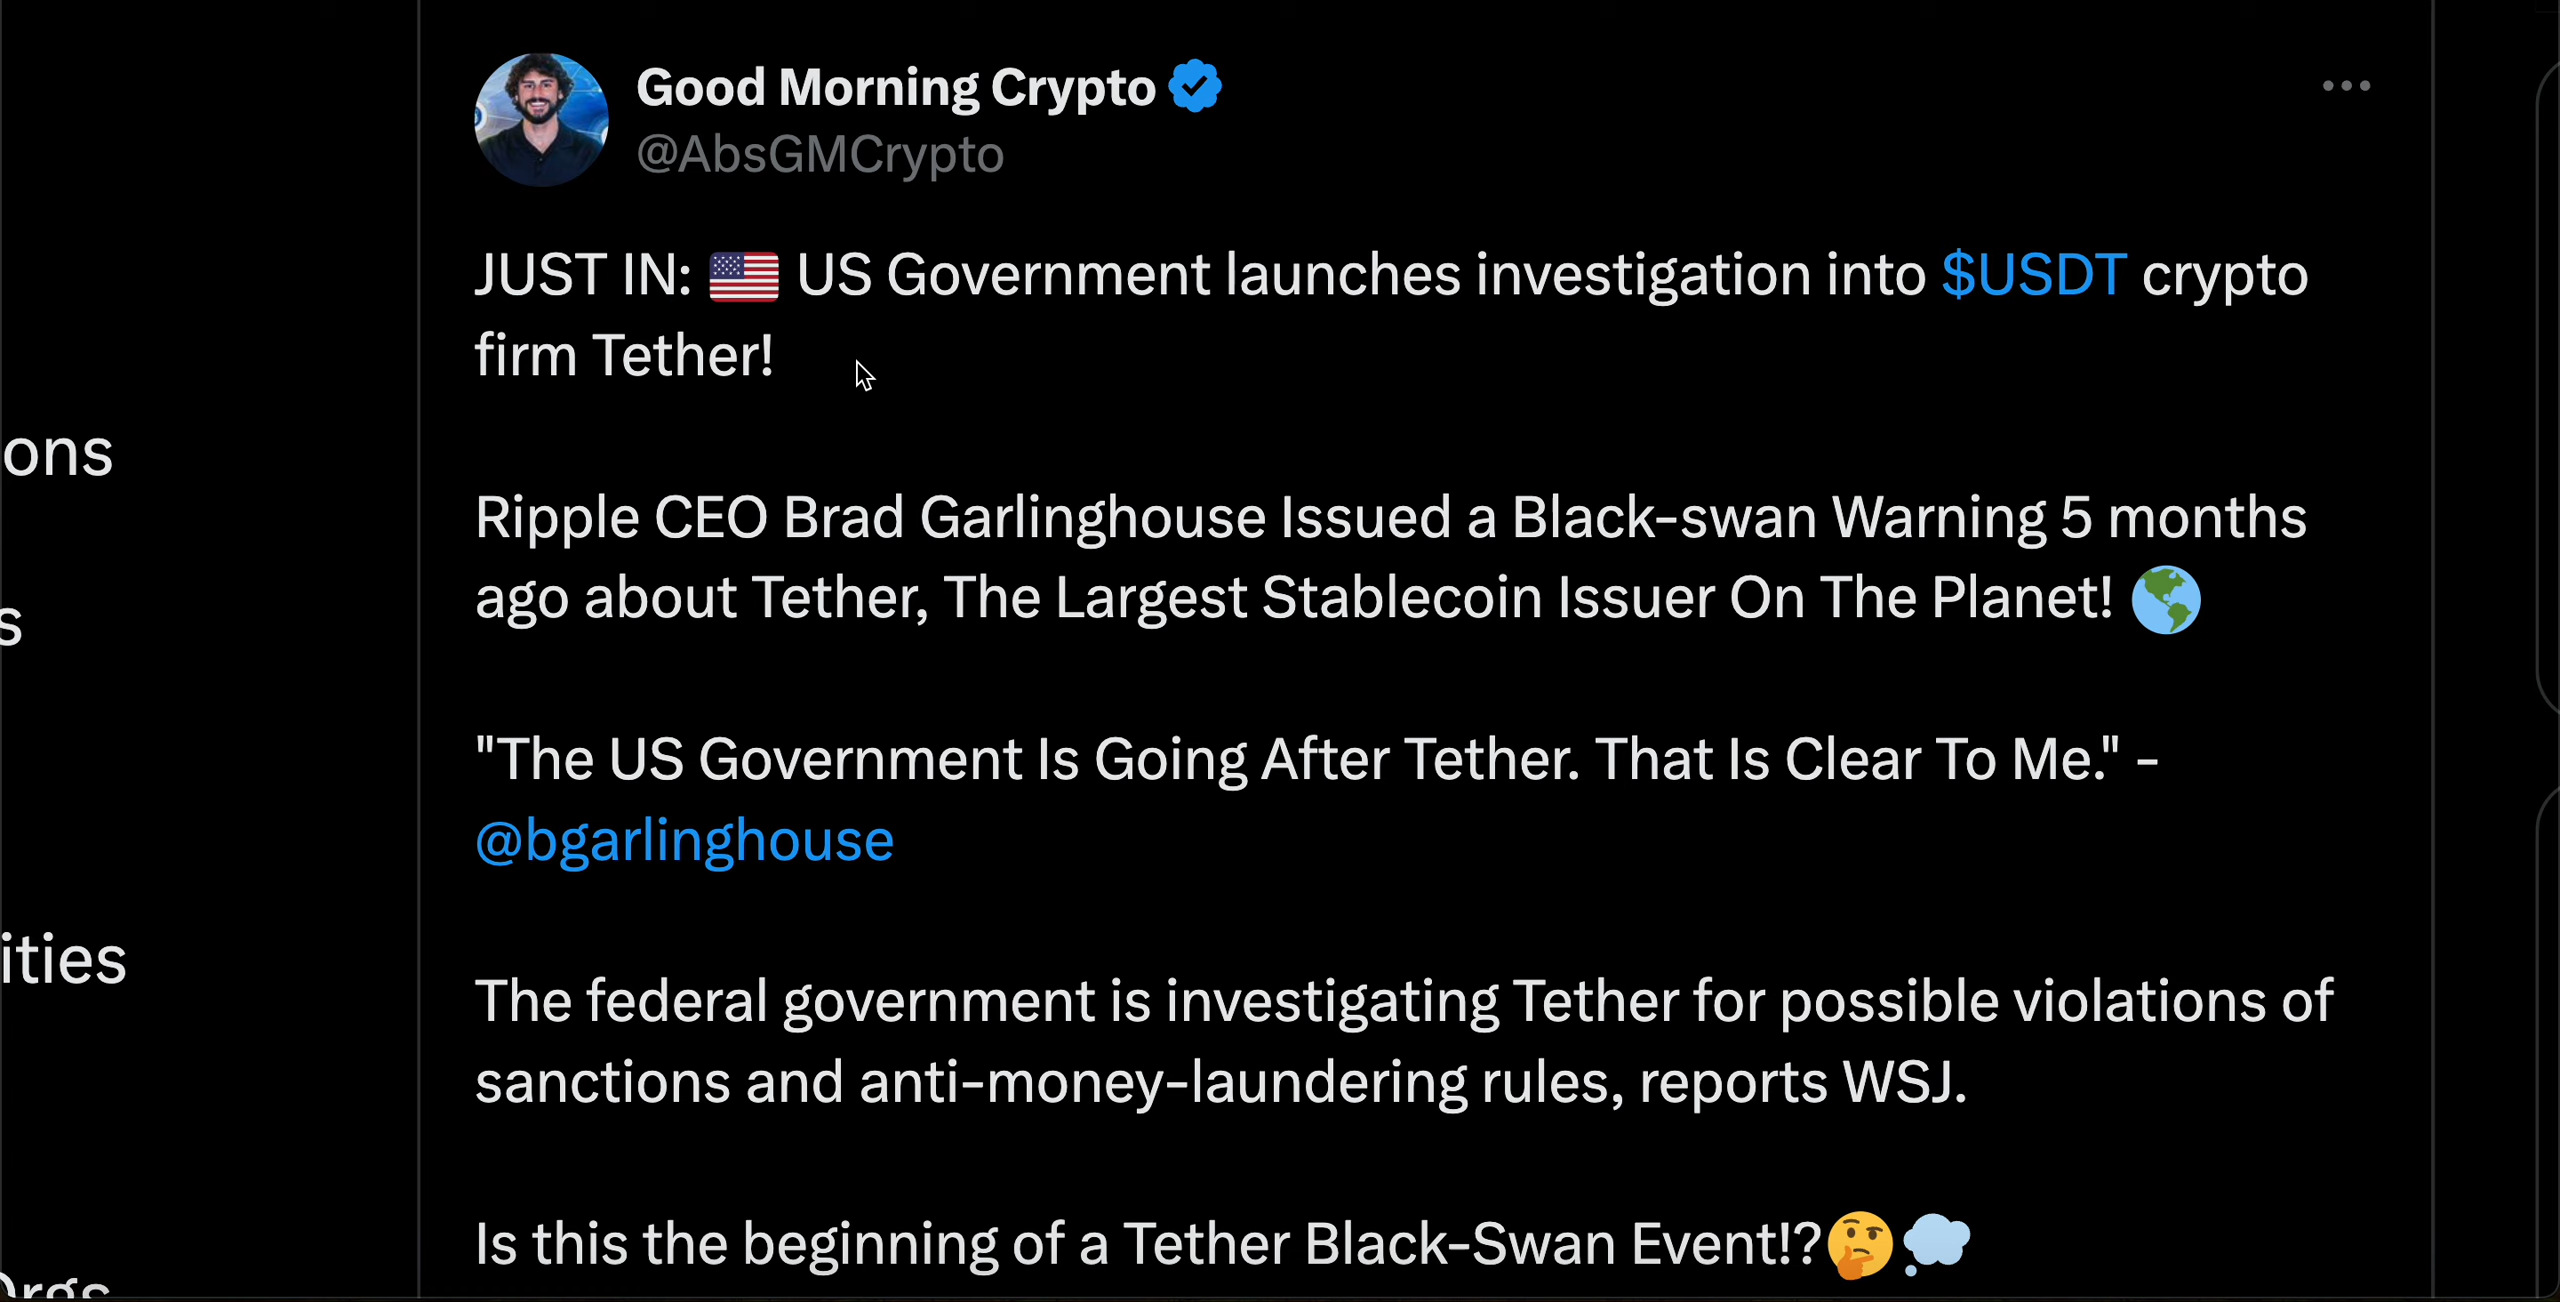 Good Morning Crypto
@AbsGMCrypto
JUST IN: 🇺🇸 US Government launches investigation into $USDT crypto
firm Tether!
ons
Ripple CEO Brad Garlinghouse Issued a Black-swan Warning 5 months
ago about Tether, The Largest Stablecoin Issuer On The Planet! 🌎
s
"The US Government Is Going After Tether. That Is Clear To Me." -
@bgarlinghouse
ities
The federal government is investigating Tether for possible violations of
sanctions and anti-money-laundering rules, reports WSJ.
Is this the beginning of a Tether Black-Swan Event!?🤔💭
Orgs